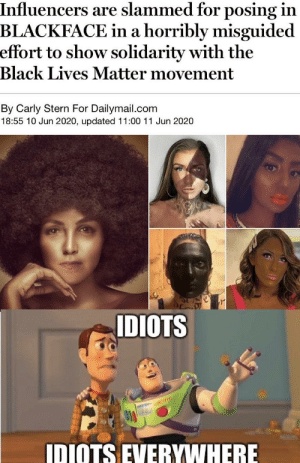 Influencers are slammed for posing in
BLACKFACE in a horribly misguided
effort to show solidarity with the
Black Lives Matter movement
By Carly Stern For Dailymail.com
18:55 10 Jun 2020, updated 11:00 11 Jun 2020
IDIOTS
IDIOTS EVERYWHERE